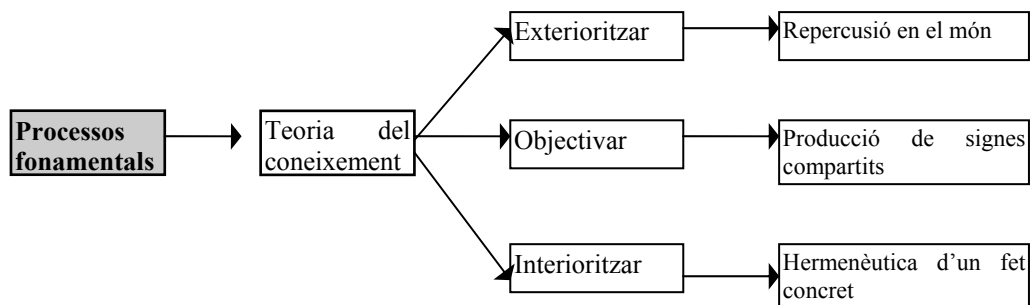 Exterioritzar
Repercusió en el món
Processos
fonamentals
Teoria del
coneixement
Objectivar
Producció de signes
compartits
Interioritzar
Hermenèutica d’un fet
concret